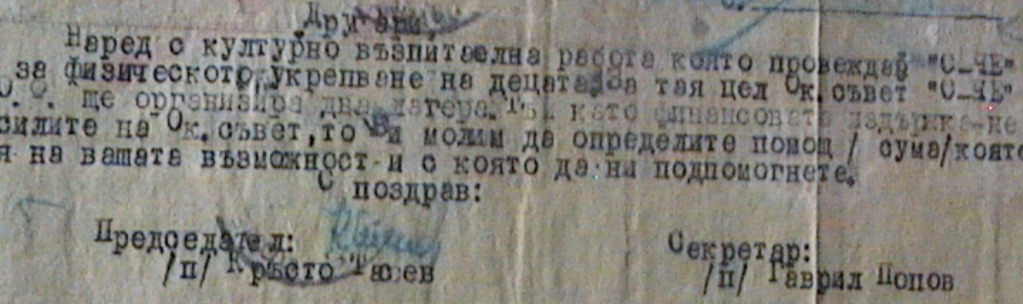 Другари,
Наред с културно възпитаелна работа която провеждаб "С–ЧЕ"
за физическото укрепване на децата. За тая цел Ок. съвет "С–ЧЕ"
О. О. ще организира два лагера. Тъй като финансовата издръжка не
силите на Ок. съвет, то Ви молим да определите помощ / сума/която
я на вашата възможност и с която да ни подпомогнете.
С поздрав:
Председател: Секретар:
/п/ Кръсто /п/ Гаврил Попов